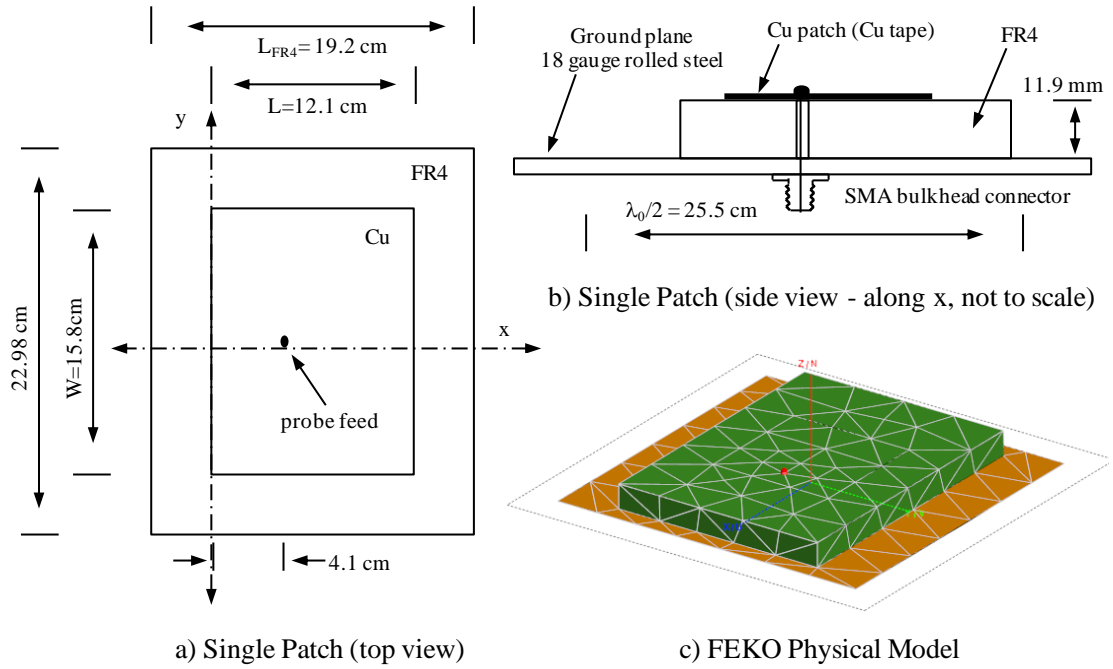 L_FR4= 19.2 cm
L=12.1 cm
y
FR4
Cu
22.98 cm
W=15.8cm
x
probe feed
4.1 cm
a) Single Patch (top view)
Ground plane
18 gauge rolled steel
Cu patch (Cu tape)
FR4
11.9 mm
SMA bulkhead connector
λ₀/2 = 25.5 cm
b) Single Patch (side view - along x, not to scale)
Z/N
c) FEKO Physical Model